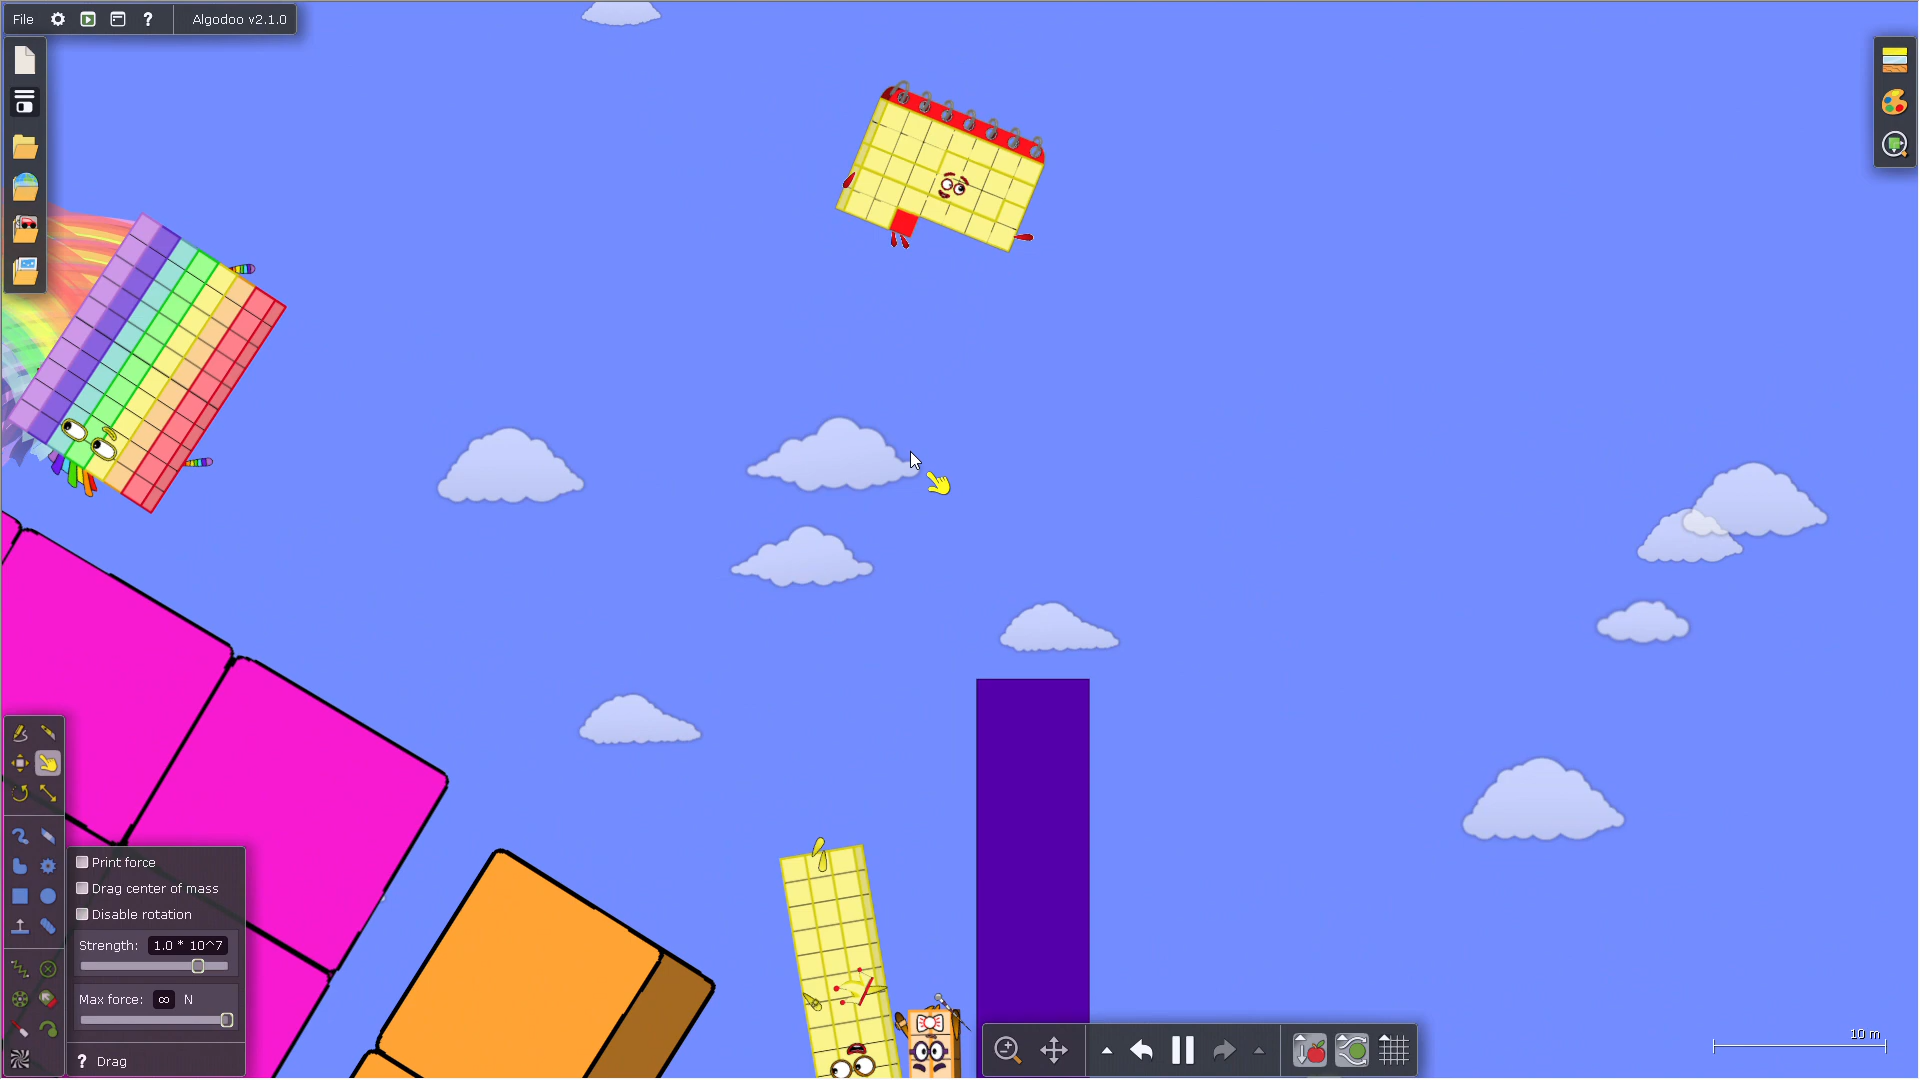 File ? Algodoo v2.1.0
Print force
Drag center of mass
Disable rotation
Strength: 1.0 * 10^7
Max force: ∞ N
? Drag
10 m